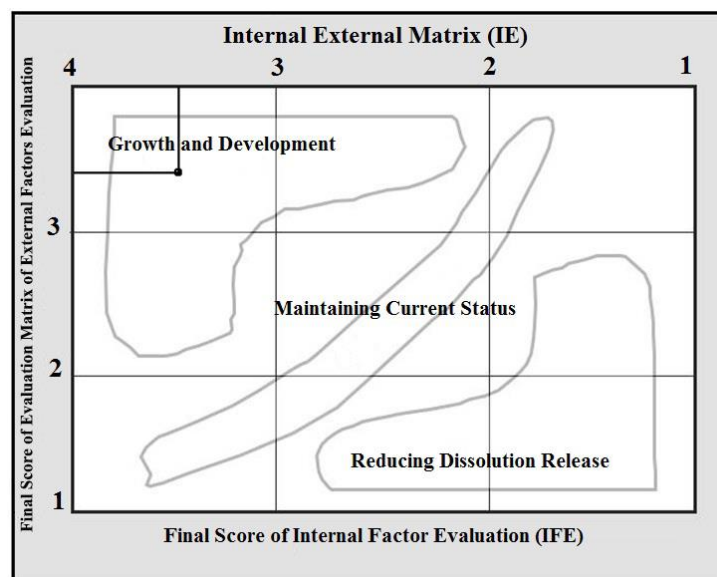 Internal External Matrix (IE)
4 3 2 1
Final Score of Evaluation Matrix of External Factors Evaluation
Growth and Development
3
Maintaining Current Status
2
Reducing Dissolution Release
1
Final Score of Internal Factor Evaluation (IFE)